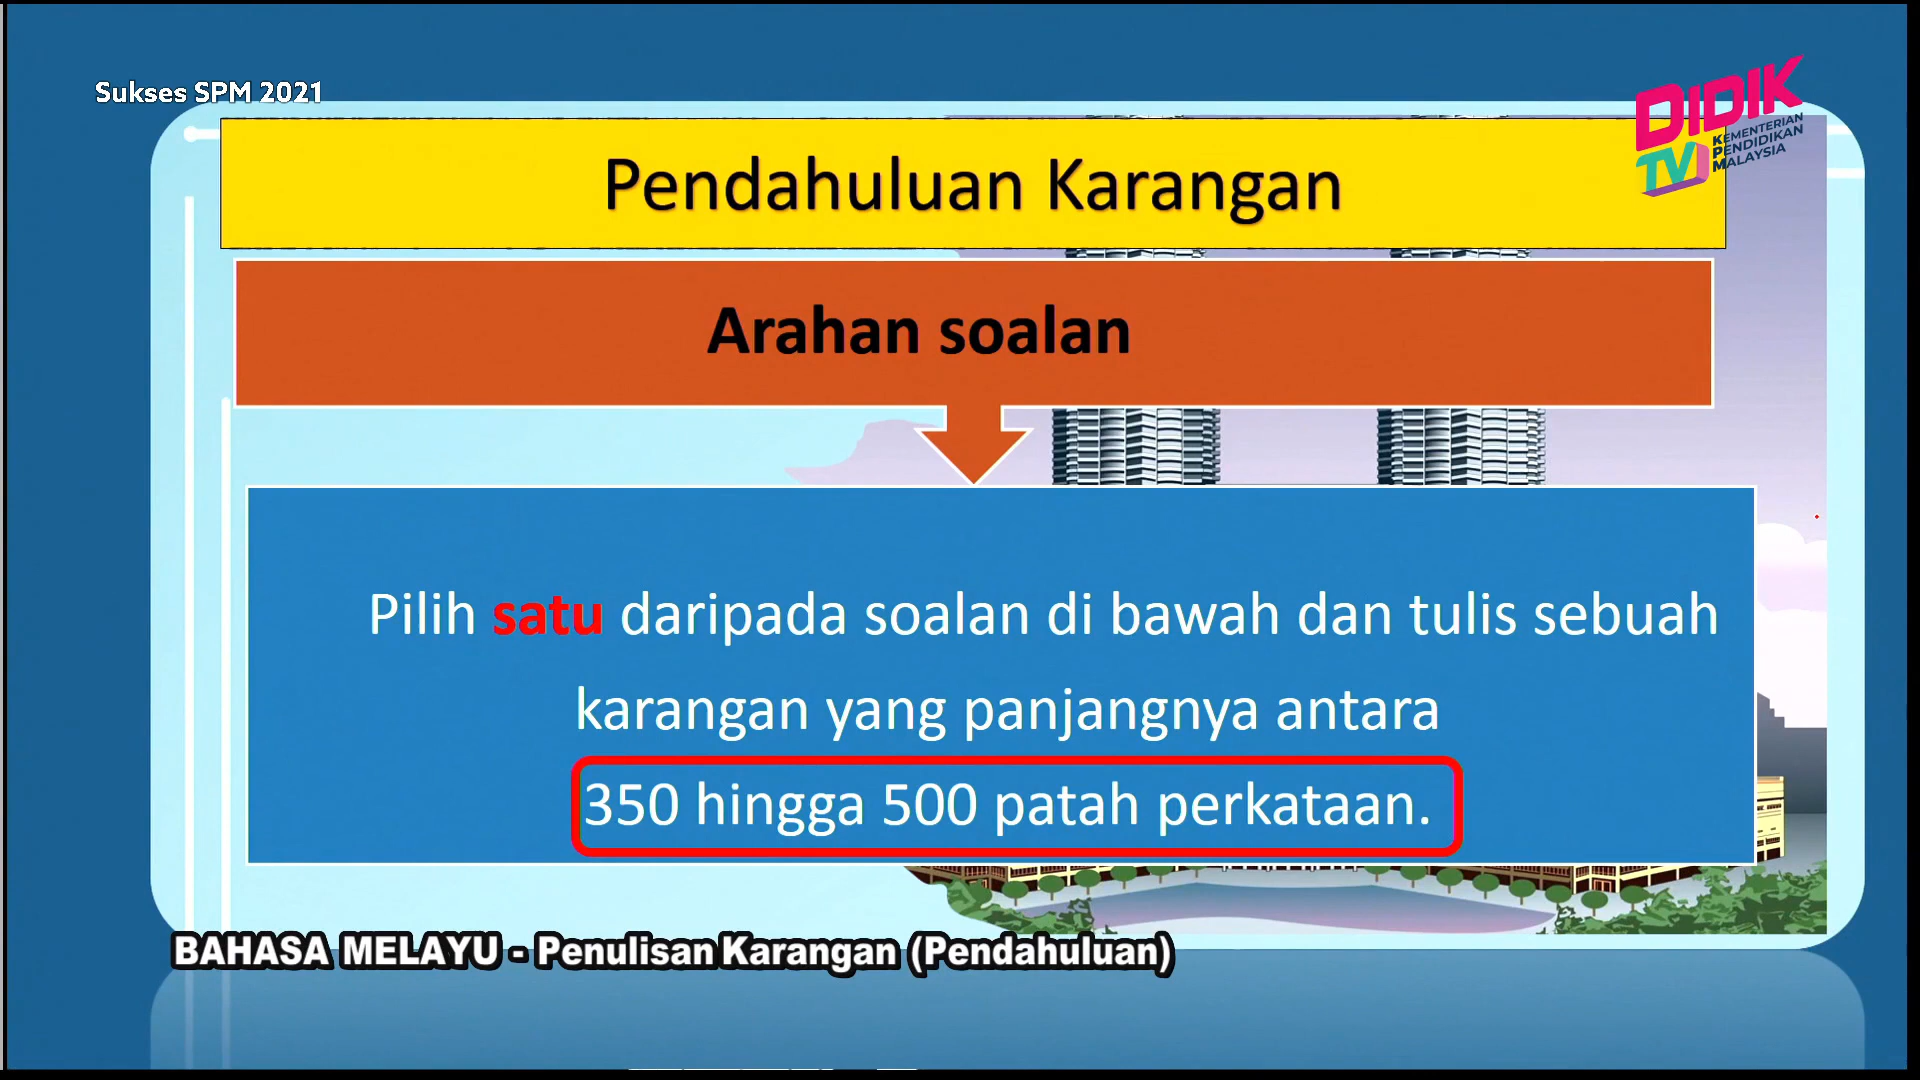 Sukses SPM 2021
DIDIK
TV
KEMENTERIAN
PENDIDIKAN
MALAYSIA
Pendahuluan Karangan
Arahan soalan
Pilih satu daripada soalan di bawah dan tulis sebuah
karangan yang panjangnya antara
350 hingga 500 patah perkataan.
BAHASA MELAYU - Penulisan Karangan (Pendahuluan)